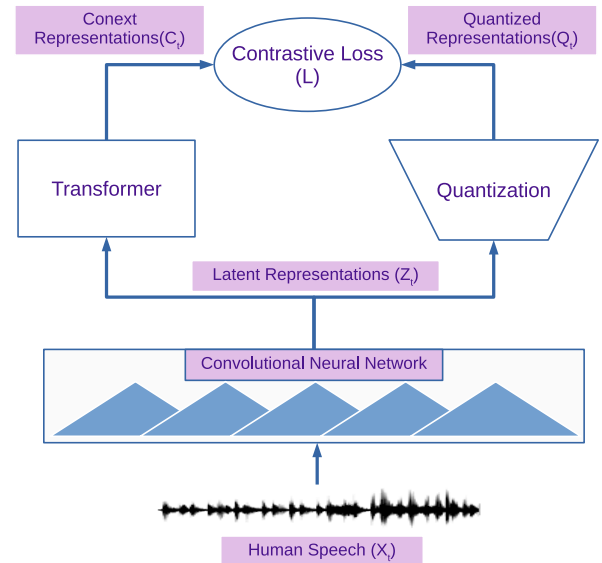 Conext
Representations(Cₜ)
Quantized
Representations(Qₜ)
Contrastive Loss
(L)
Transformer
Quantization
Latent Representations (Zₜ)
Convolutional Neural Network
Human Speech (Xₜ)